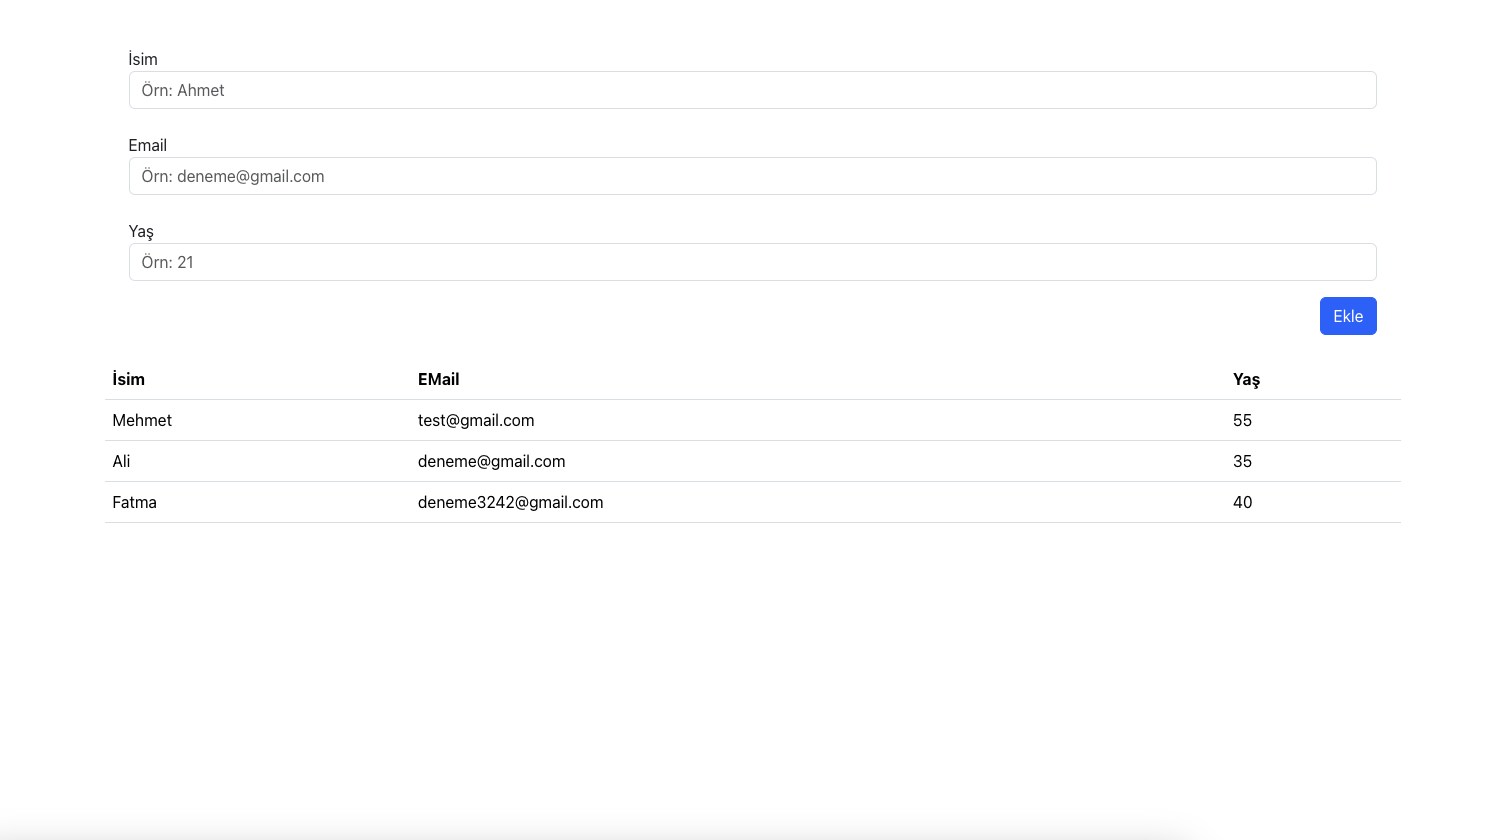 İsim
Örn: Ahmet
Email
Örn: deneme@gmail.com
Yaş
Örn: 21
Ekle
İsim EMail Yaş
Mehmet test@gmail.com 55
Ali deneme@gmail.com 35
Fatma deneme3242@gmail.com 40